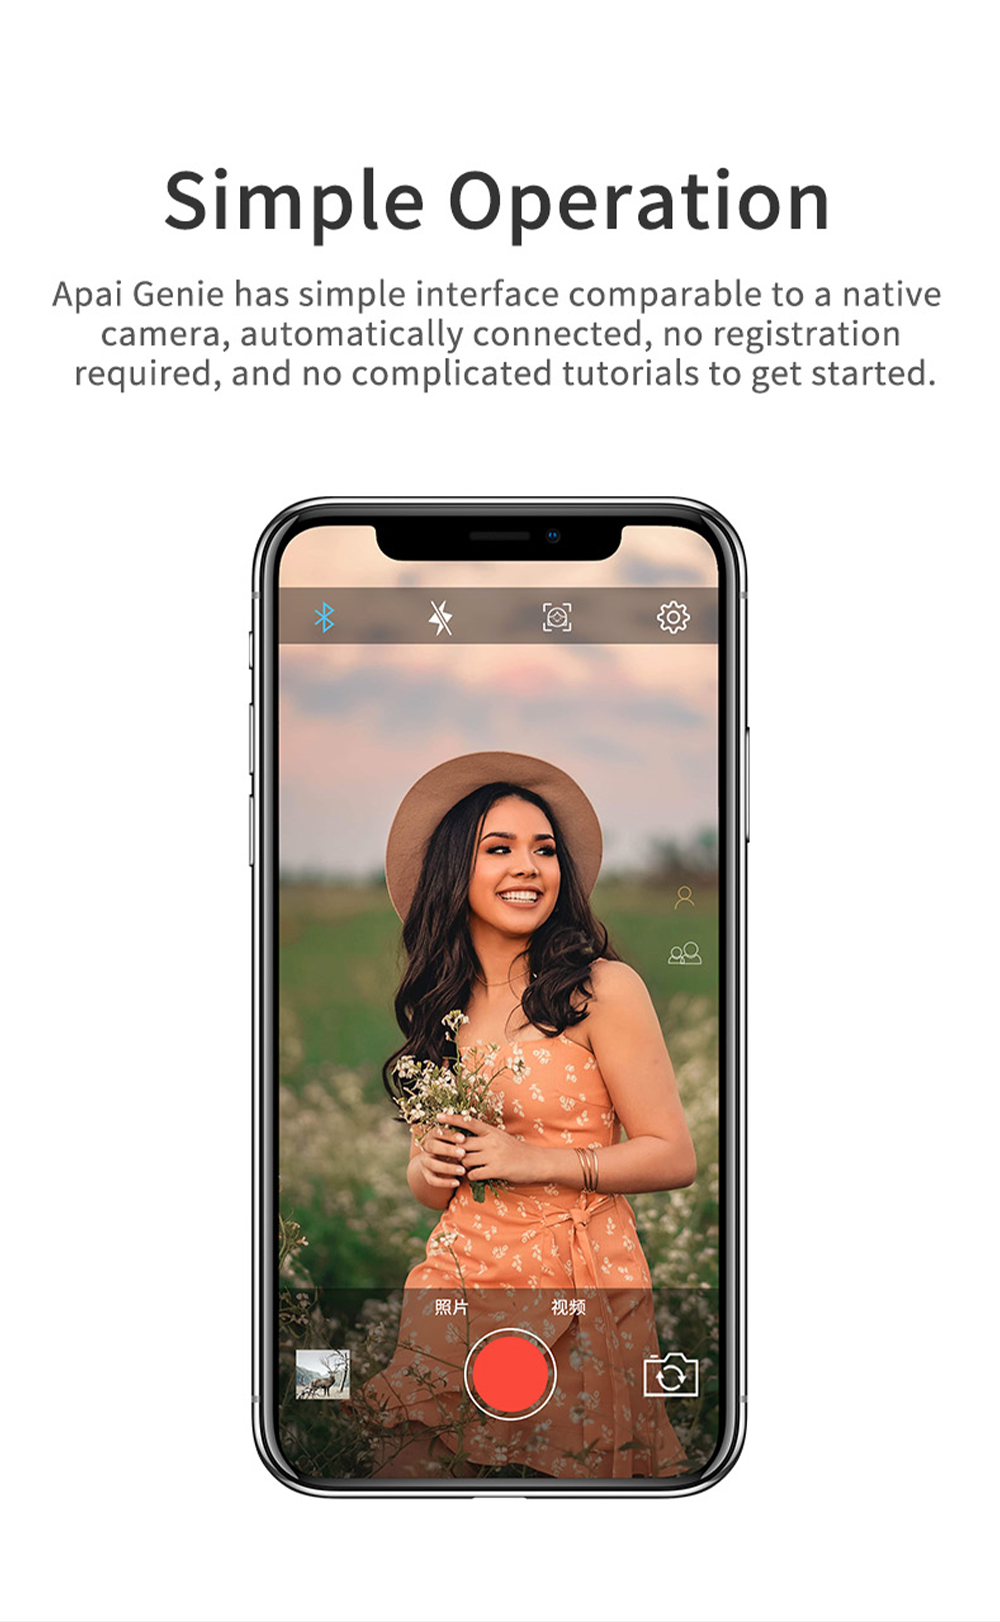 Simple Operation
Apai Genie has simple interface comparable to a native
camera, automatically connected, no registration
required, and no complicated tutorials to get started.
照片 视频